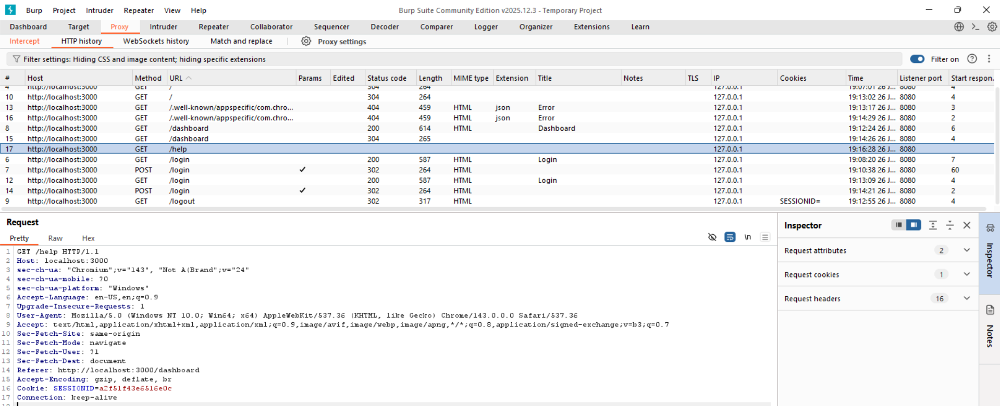 Burp Project Intruder Repeater View Help Burp Suite Community Edition v2025.12.3 - Temporary Project
Dashboard Target Proxy Intruder Repeater Collaborator Sequencer Decoder Comparer Logger Organizer Extensions Learn
Intercept HTTP history WebSockets history Match and replace Proxy settings
Filter settings: Hiding CSS and image content; hiding specific extensions Filter on
# Host Method URL Params Edited Status code Length MIME type Extension Title Notes TLS IP Cookies Time Listener port Start respon.
4 http://localhost:3000 GET / 304 264 127.0.0.1 19:07:01 26 J... 8080 4
10 http://localhost:3000 GET / 304 264 127.0.0.1 19:13:02 26 J... 8080 4
13 http://localhost:3000 GET /.well-known/appspecific/com.chro... 404 459 HTML json Error 127.0.0.1 19:13:17 26 J... 8080 3
16 http://localhost:3000 GET /.well-known/appspecific/com.chro... 404 459 HTML json Error 127.0.0.1 19:14:29 26 J... 8080 2
8 http://localhost:3000 GET /dashboard 200 614 HTML Dashboard 127.0.0.1 19:12:24 26 J... 8080 6
15 http://localhost:3000 GET /dashboard 304 265 127.0.0.1 19:14:26 26 J... 8080 4
17 http://localhost:3000 GET /help 127.0.0.1 19:16:28 26 J... 8080
6 http://localhost:3000 GET /login 200 587 HTML Login 127.0.0.1 19:08:20 26 J... 8080 7
7 http://localhost:3000 POST /login ✓ 302 264 HTML 127.0.0.1 19:10:38 26 J... 8080 60
12 http://localhost:3000 GET /login 200 587 HTML Login 127.0.0.1 19:13:09 26 J... 8080 4
14 http://localhost:3000 POST /login ✓ 302 264 HTML 127.0.0.1 19:14:21 26 J... 8080 2
9 http://localhost:3000 GET /logout 302 317 HTML 127.0.0.1 SESSIONID= 19:12:55 26 J... 8080 4
Request
Pretty Raw Hex \n
1 GET /help HTTP/1.1
2 Host: localhost:3000
3 sec-ch-ua: "Chromium";v="143", "Not A(Brand";v="24"
4 sec-ch-ua-mobile: ?0
5 sec-ch-ua-platform: "Windows"
6 Accept-Language: en-US,en;q=0.9
7 Upgrade-Insecure-Requests: 1
8 User-Agent: Mozilla/5.0 (Windows NT 10.0; Win64; x64) AppleWebKit/537.36 (KHTML, like Gecko) Chrome/143.0.0.0 Safari/537.36
9 Accept: text/html,application/xhtml+xml,application/xml;q=0.9,image/avif,image/webp,image/apng,*/*;q=0.8,application/signed-exchange;v=b3;q=0.7
10 Sec-Fetch-Site: same-origin
11 Sec-Fetch-Mode: navigate
12 Sec-Fetch-User: ?1
13 Sec-Fetch-Dest: document
14 Referer: http://localhost:3000/dashboard
15 Accept-Encoding: gzip, deflate, br
16 Cookie: SESSIONID=a2f51f43e6516e0c
17 Connection: keep-alive
Inspector
Request attributes 2
Request cookies 1
Request headers 16
Inspector
Notes